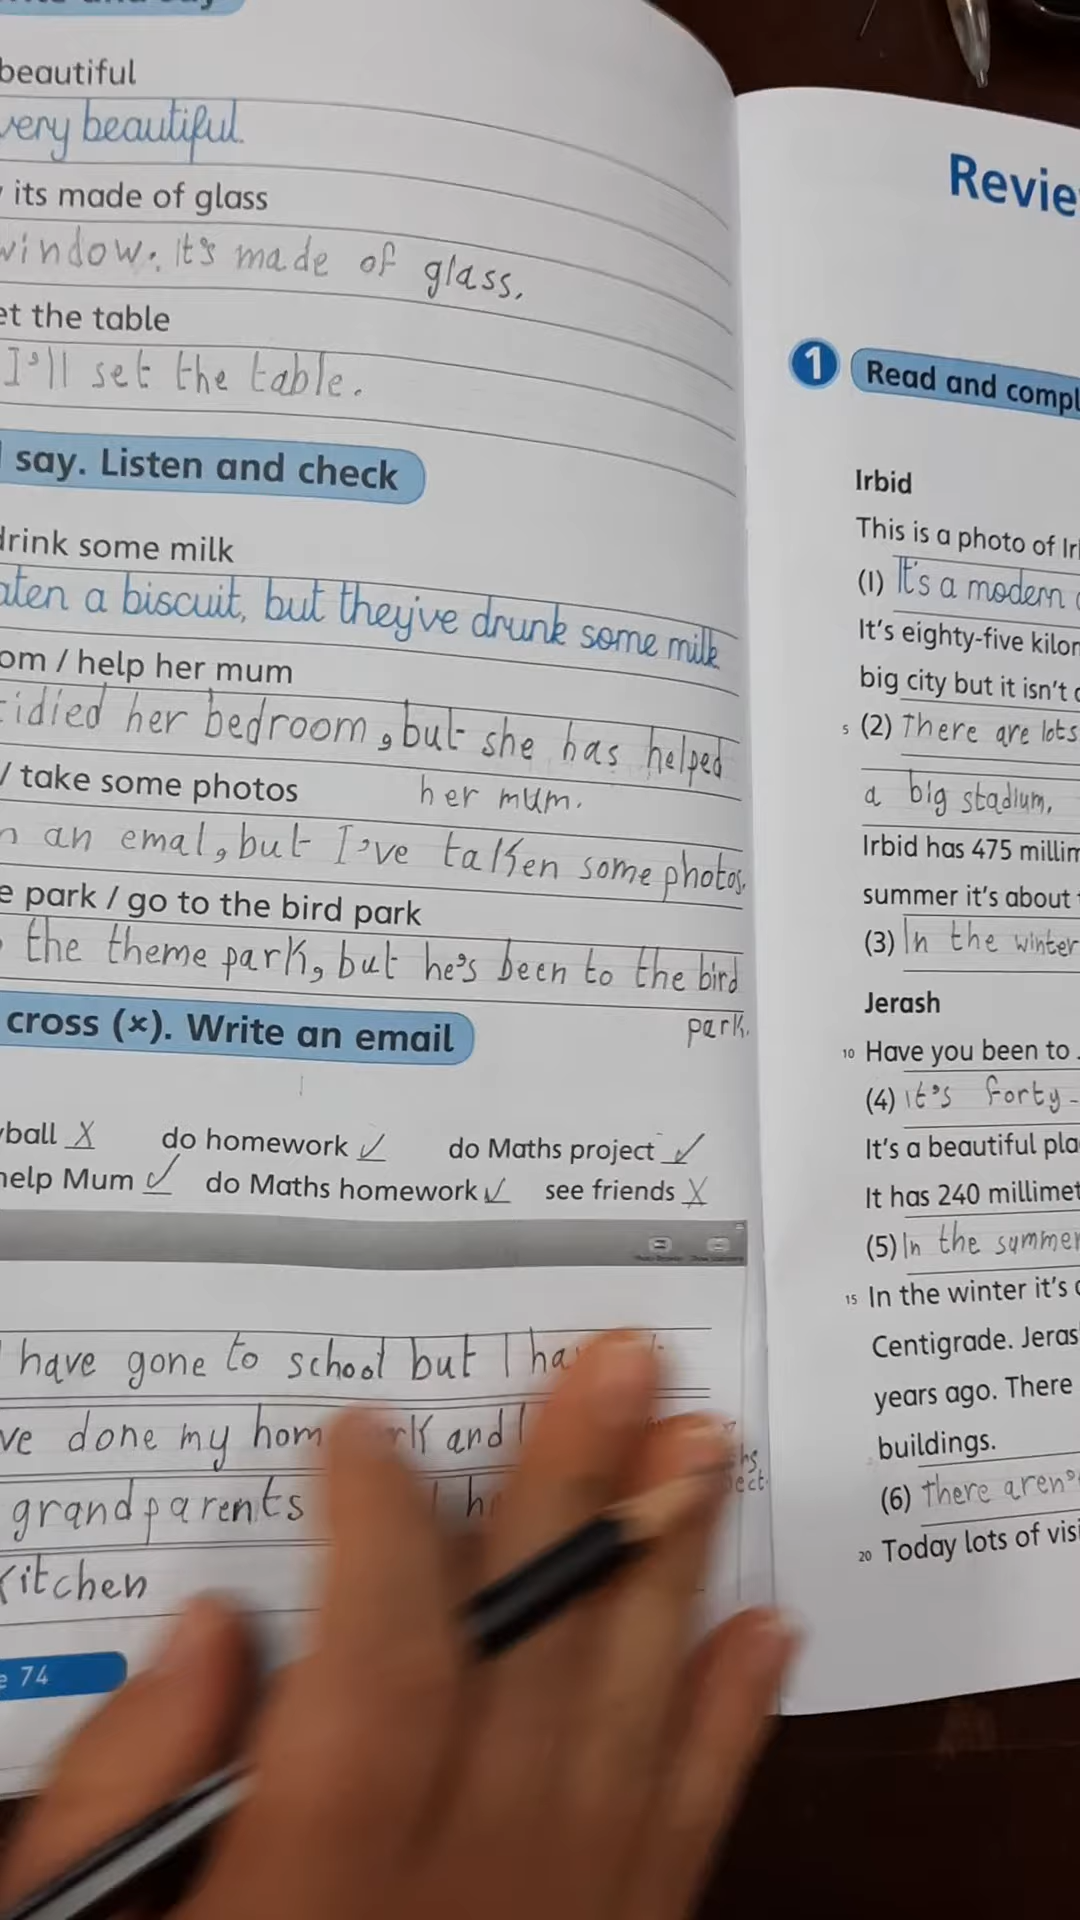 and say
beautiful
very beautiful.
its made of glass
window. It's made of glass.
et the table
I'll set the table.
say. Listen and check
drink some milk
aten a biscuit, but they've drunk some milk
om / help her mum
tidied her bedroom, but she has helped
her mum.
/ take some photos
n an emal, but I've talken some photos.
e park / go to the bird park
the theme park, but he's been to the bird
park.
cross (×). Write an email
yball X do homework ✓ do Maths project ✓
help Mum ✓ do Maths homework ✓ see friends X
I have gone to school but I ha
ve done my hom rk and I
grandparents I h
Kitchen
e 74
Revie
1 Read and compl
Irbid
This is a photo of Ir
(1) It's a modern
It's eighty-five kilon
big city but it isn't
5 (2) There are lots
a big stadium,
Irbid has 475 millim
summer it's about
(3) In the winter
Jerash
10 Have you been to
(4) it's forty-
It's a beautiful pla
It has 240 millimet
(5) In the summer
15 In the winter it's
Centigrade. Jeras
years ago. There
buildings.
(6) there aren'
20 Today lots of visi